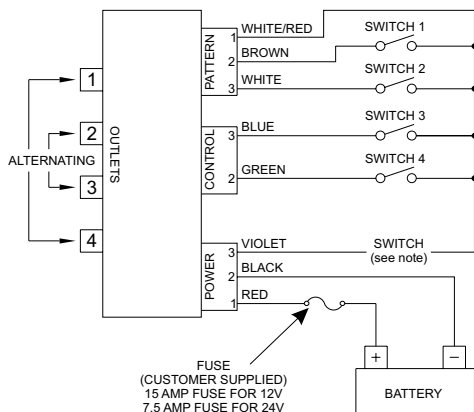 WHITE/RED
SWITCH 1
1
BROWN
2
PATTERN
SWITCH 2
WHITE
3
1
SWITCH 3
BLUE
3
2
OUTLETS
ALTERNATING
CONTROL
SWITCH 4
GREEN
2
3
4
VIOLET
SWITCH
(see note)
3
BLACK
2
POWER
RED
1
FUSE
(CUSTOMER SUPPLIED)
15 AMP FUSE FOR 12V
7.5 AMP FUSE FOR 24V
+
−
BATTERY